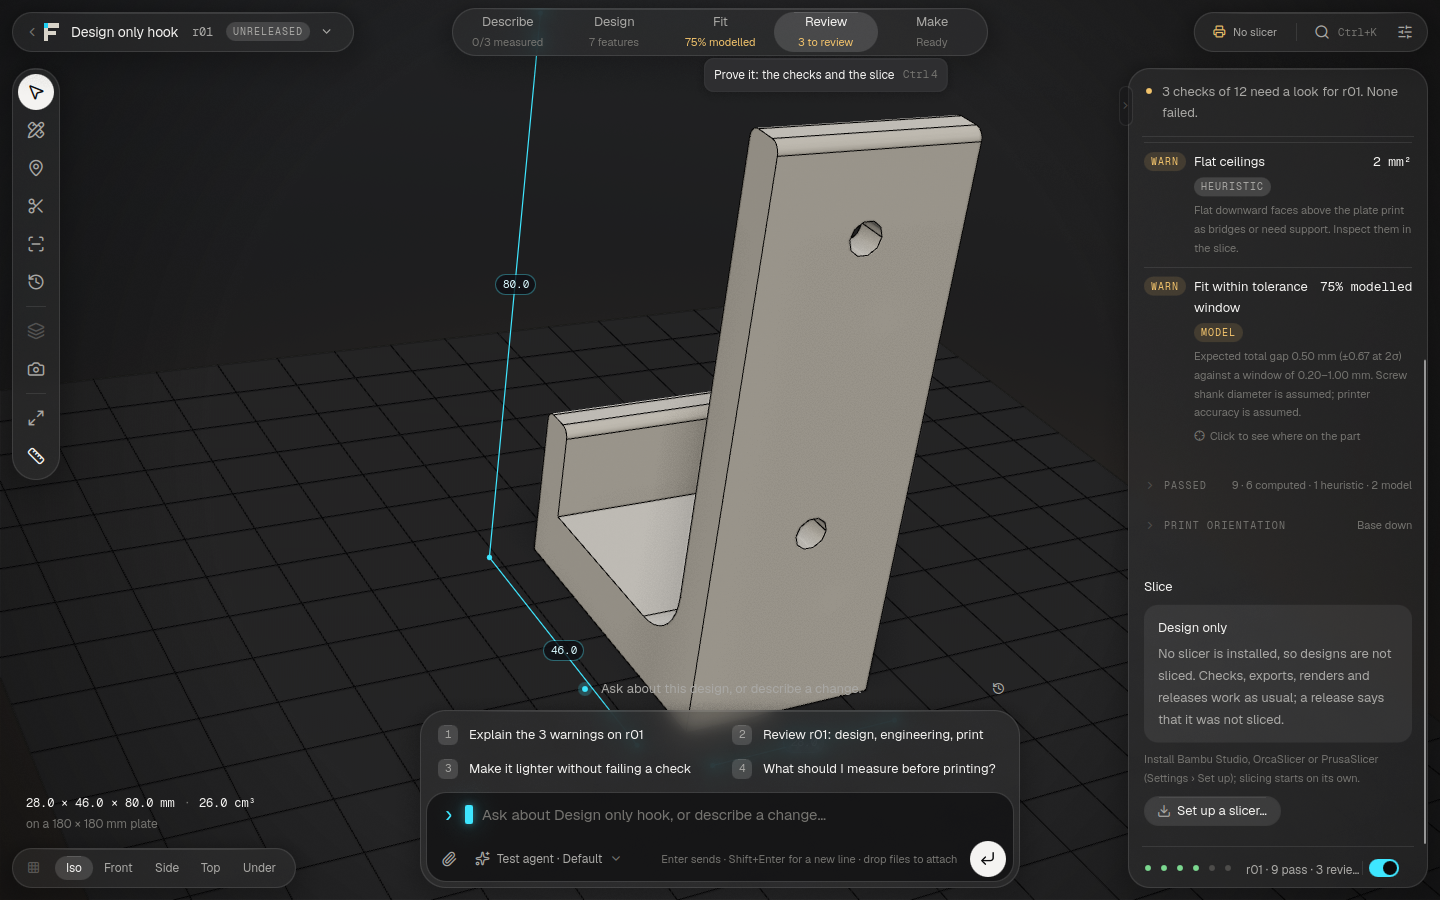 Design only hook r01 UNRELEASED
Describe
0/3 measured
Design
7 features
Fit
75% modelled
Review
3 to review
Make
Ready
No slicer
Ctrl+K
Prove it: the checks and the slice Ctrl 4
3 checks of 12 need a look for r01. None
failed.
WARN Flat ceilings 2 mm²
HEURISTIC
Flat downward faces above the plate print
as bridges or need support. Inspect them in
the slice.
WARN Fit within tolerance 75% modelled
window
MODEL
Expected total gap 0.50 mm (±0.67 at 2σ)
against a window of 0.20–1.00 mm. Screw
shank diameter is assumed; printer
accuracy is assumed.
Click to see where on the part
PASSED 9 · 6 computed · 1 heuristic · 2 model
PRINT ORIENTATION Base down
Slice
Design only
No slicer is installed, so designs are not
sliced. Checks, exports, renders and
releases work as usual; a release says
that it was not sliced.
Install Bambu Studio, OrcaSlicer or PrusaSlicer
(Settings › Set up); slicing starts on its own.
Set up a slicer…
r01 · 9 pass · 3 revie…
80.0
46.0
Ask about this design, or describe a change.
1 Explain the 3 warnings on r01
2 Review r01: design, engineering, print
3 Make it lighter without failing a check
4 What should I measure before printing?
Ask about Design only hook, or describe a change…
Test agent · Default
Enter sends · Shift+Enter for a new line · drop files to attach
28.0 × 46.0 × 80.0 mm · 26.0 cm³
on a 180 × 180 mm plate
Iso Front Side Top Under